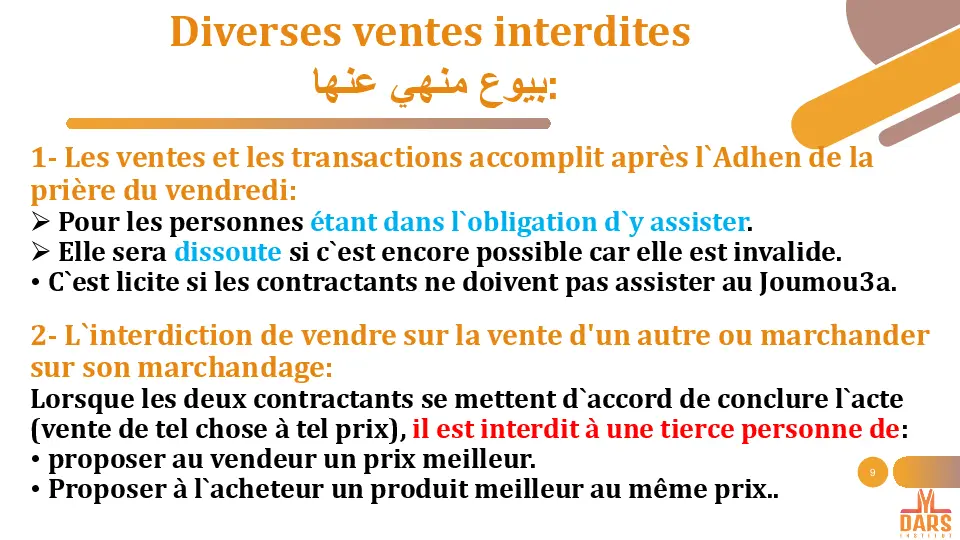 Diverses ventes interdites
بيوع منهي عنها:
1- Les ventes et les transactions accomplit après l`Adhen de la
prière du vendredi:
➢ Pour les personnes étant dans l`obligation d`y assister.
➢ Elle sera dissoute si c`est encore possible car elle est invalide.
• C`est licite si les contractants ne doivent pas assister au Joumou3a.
2- L`interdiction de vendre sur la vente d'un autre ou marchander
sur son marchandage:
Lorsque les deux contractants se mettent d`accord de conclure l`acte
(vente de tel chose à tel prix), il est interdit à une tierce personne de:
• proposer au vendeur un prix meilleur.
• Proposer à l`acheteur un produit meilleur au même prix..
9
DARS
INSTITUT